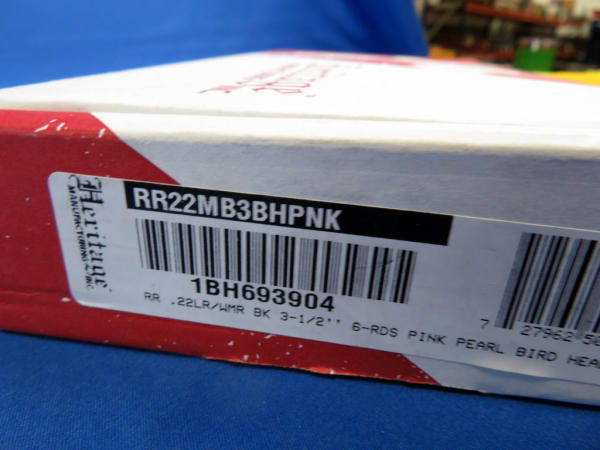 Heritage
MANUFACTURING, INC.
RR22MB3BHPNK
1BH693904
RR .22LR/WMR BK 3-1/2'' 6-RDS PINK PEARL BIRD HEA
7 27962 50